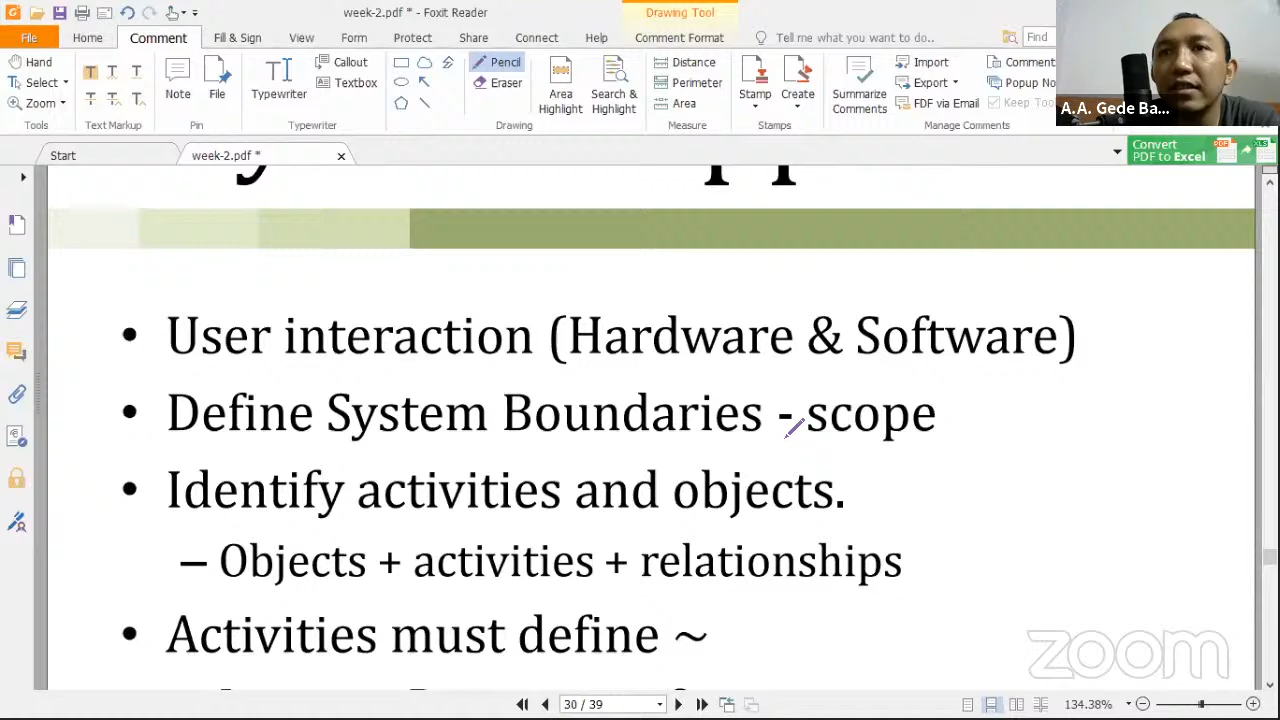 week-2.pdf * - Foxit Reader
Drawing Tool
File Home Comment Fill & Sign View Form Protect Share Connect Help Comment Format Tell me what you want to do... Find
Hand
Select
Zoom
Tools
Text Markup
Note
File
Pin
Typewriter
Callout
Textbox
Typewriter
Pencil
Eraser
Area Highlight
Search & Highlight
Drawing
Distance
Perimeter
Area
Measure
Stamp
Create
Stamps
Summarize Comments
Import
Export
FDF via Email
Comment
Popup No
Keep Too
Manage Comments
A.A. Gede Ba...
Start
week-2.pdf *
Convert
PDF to Excel
• User interaction (Hardware & Software)
• Define System Boundaries - scope
• Identify activities and objects.
– Objects + activities + relationships
• Activities must define ~
zoom
30 / 39
134.38%